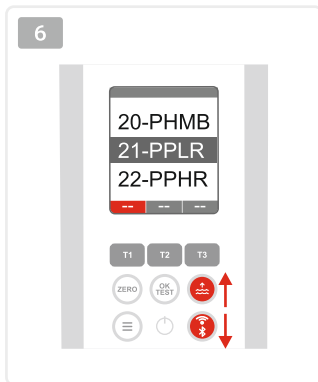 6
20-PHMB
21-PPLR
22-PPHR
-- -- --
T1 T2 T3
ZERO OK TEST